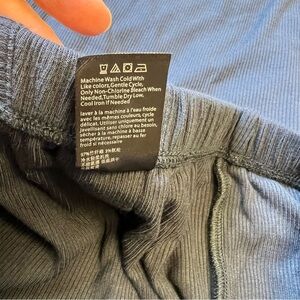 Machine Wash Cold With
Like colors,Gentle Cycle,
Only Non-Chlorine Bleach When
Needed,Tumble Dry Low.
Cool Iron if Needed
laver à la machine à l'eau froide
avec les mêmes couleurs, cycle
délicat. Utiliser uniquement un
javellisant sans chlore au besoin,
sécher à la machine à basse
température, repasser au fer
froid si nécessaire